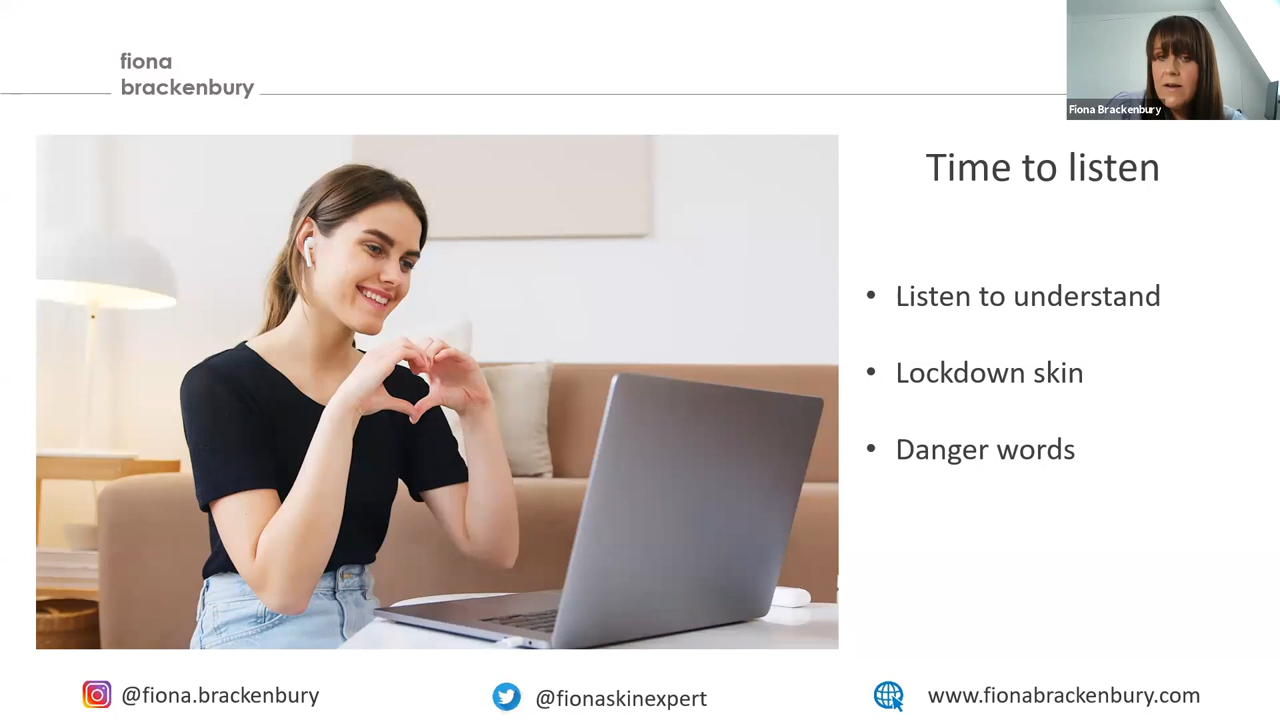 fiona
brackenbury
Fiona Brackenbury
Time to listen
• Listen to understand
• Lockdown skin
• Danger words
@fiona.brackenbury
@fionaskinexpert
www.fionabrackenbury.com